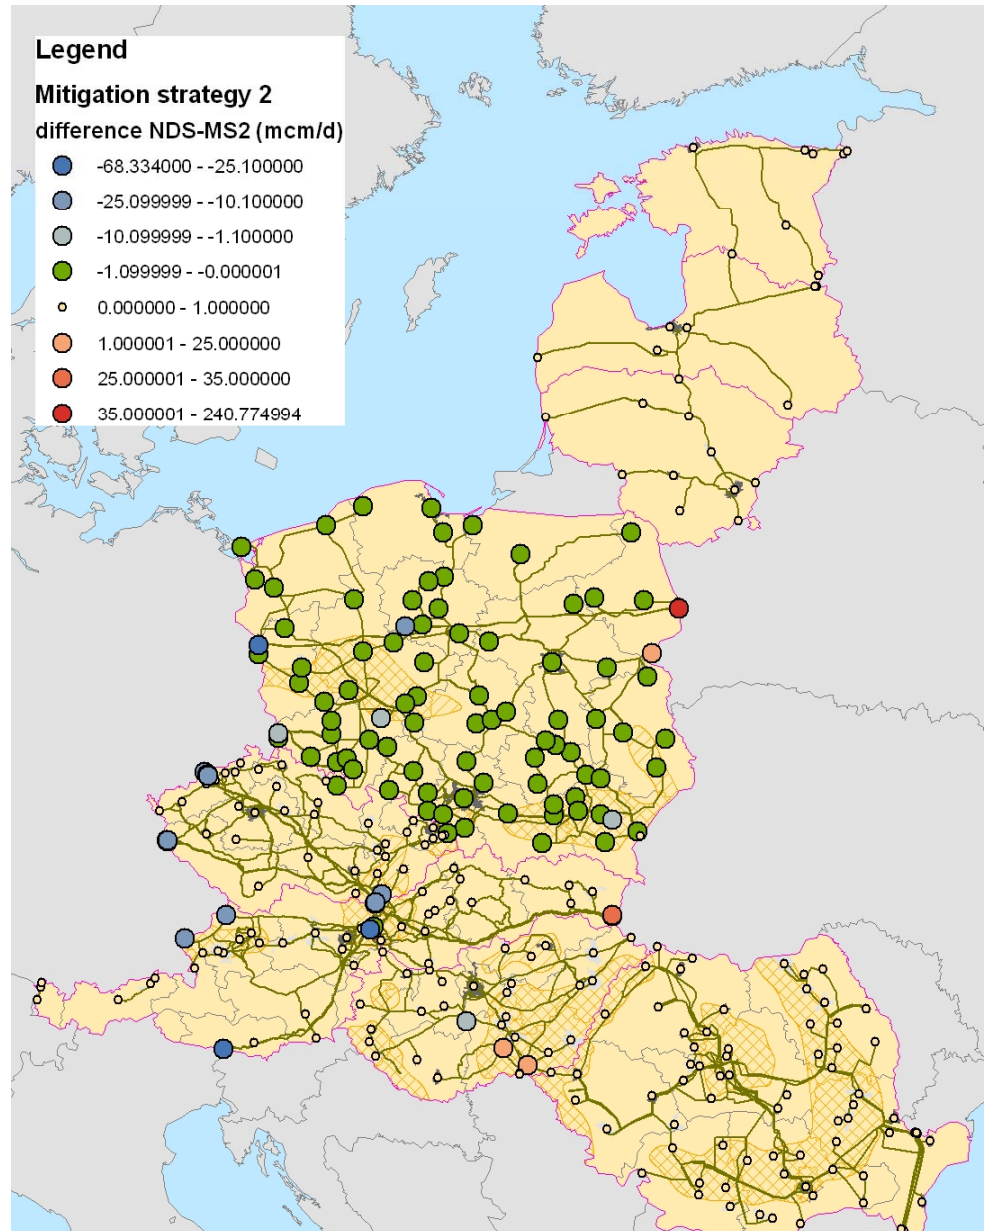 Legend
Mitigation strategy 2
difference NDS-MS2 (mcm/d)
-68.334000 - -25.100000
-25.099999 - -10.100000
-10.099999 - -1.100000
-1.099999 - -0.000001
0.000000 - 1.000000
1.000001 - 25.000000
25.000001 - 35.000000
35.000001 - 240.774994